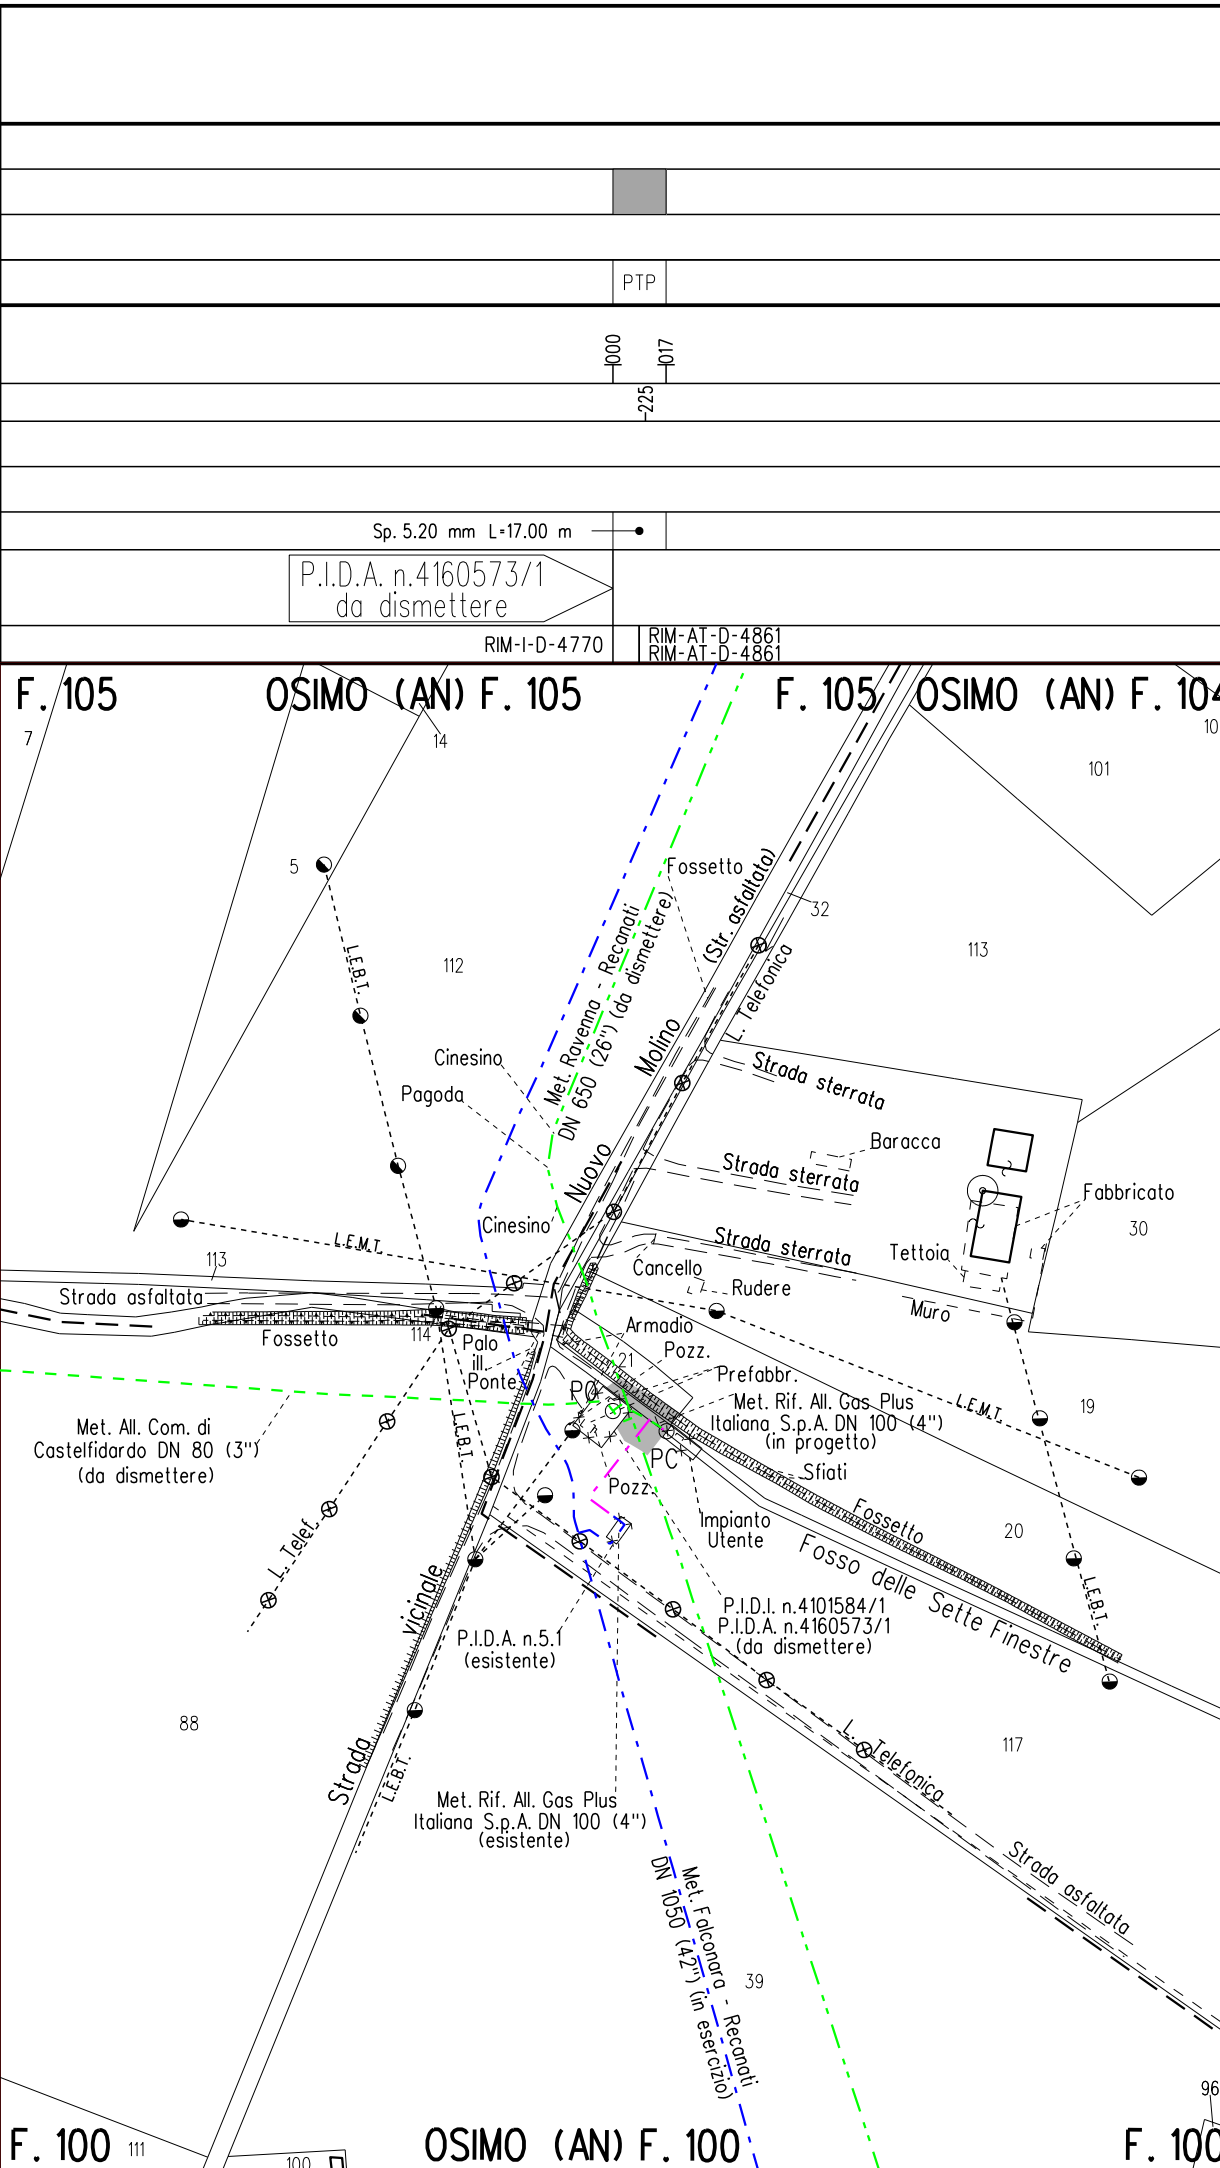 PTP
000
017
225
Sp. 5.20 mm L=17.00 m
P.I.D.A. n.4160573/1
da dismettere
RIM-I-D-4770
RIM-AT-D-4861
RIM-AT-D-4861
F. 105
OSIMO (AN) F. 105
F. 105
OSIMO (AN) F. 104
7
14
10
101
5
L.E.B.T.
112
Fossetto
(Str. asfaltata)
32
113
L. Telefonica
Met. Ravenna - Recanati
DN 650 (26") (da dismettere)
Cinesino
Pagoda
Molino
Nuovo
Strada sterrata
Baracca
Strada sterrata
Fabbricato
30
Cinesino
L.E.M.T.
113
Strada sterrata
Tettoia
Cancello
Rudere
Muro
Strada asfaltata
Fossetto
114
Palo
ill.
Ponte
Armadio
21
Pozz.
Prefabbr.
P0
Met. Rif. All. Gas Plus
Italiana S.p.A. DN 100 (4")
(in progetto)
L.E.M.T.
19
Met. All. Com. di
Castelfidardo DN 80 (3")
(da dismettere)
L.E.B.T.
PC
Sfiati
Pozz.
Impianto
Utente
Fossetto
20
L. Telef.
Fosso delle Sette Finestre
L.E.B.T.
vicinale
P.I.D.I. n.4101584/1
P.I.D.A. n.4160573/1
(da dismettere)
P.I.D.A. n.5.1
(esistente)
88
117
Strada
L.E.B.T.
L. Telefonica
Met. Rif. All. Gas Plus
Italiana S.p.A. DN 100 (4")
(esistente)
Strada asfaltata
Met. Falconara - Recanati
DN 1050 (42") (in esercizio)
39
96
F. 100
111
100
OSIMO (AN) F. 100
F. 100